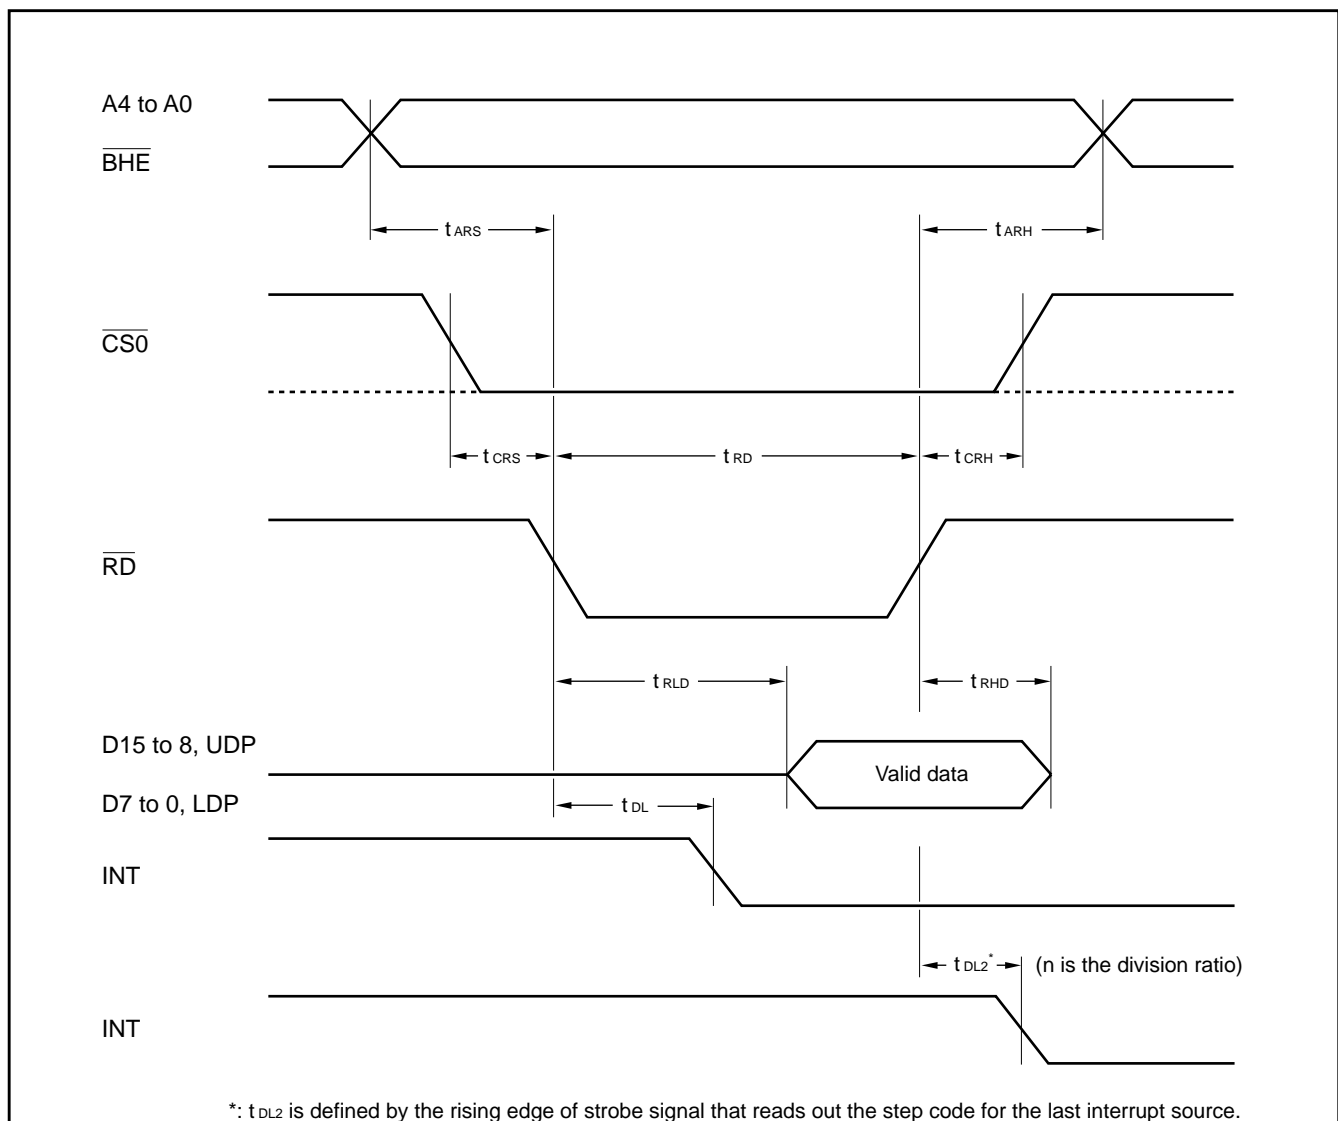 A4 to A0
BHE
tARS
tARH
CS0
tCRS
tRD
tCRH
RD
tRLD
tRHD
D15 to 8, UDP
Valid data
D7 to 0, LDP
tDL
INT
tDL2* (n is the division ratio)
INT
*: tDL2 is defined by the rising edge of strobe signal that reads out the step code for the last interrupt source.